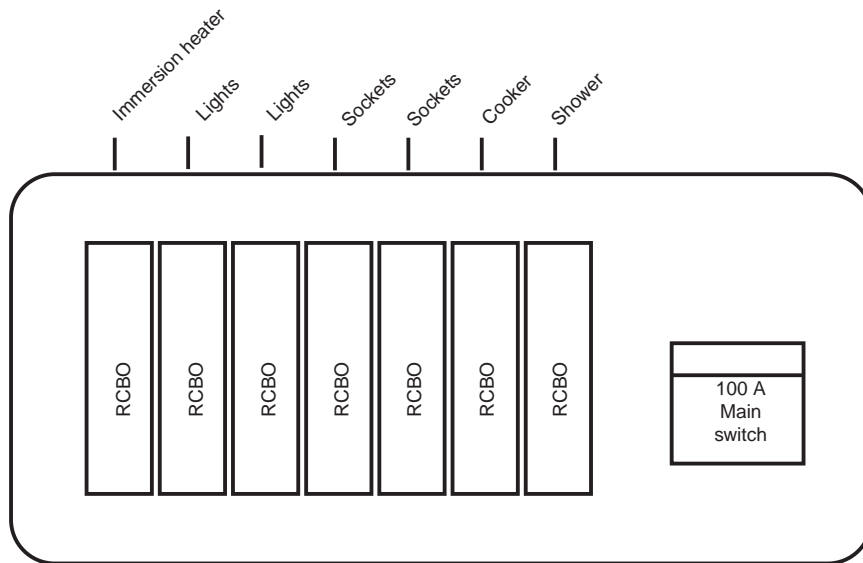 Immersion heater
Lights
Lights
Sockets
Sockets
Cooker
Shower
RCBO
RCBO
RCBO
RCBO
RCBO
RCBO
RCBO
100 A
Main
switch